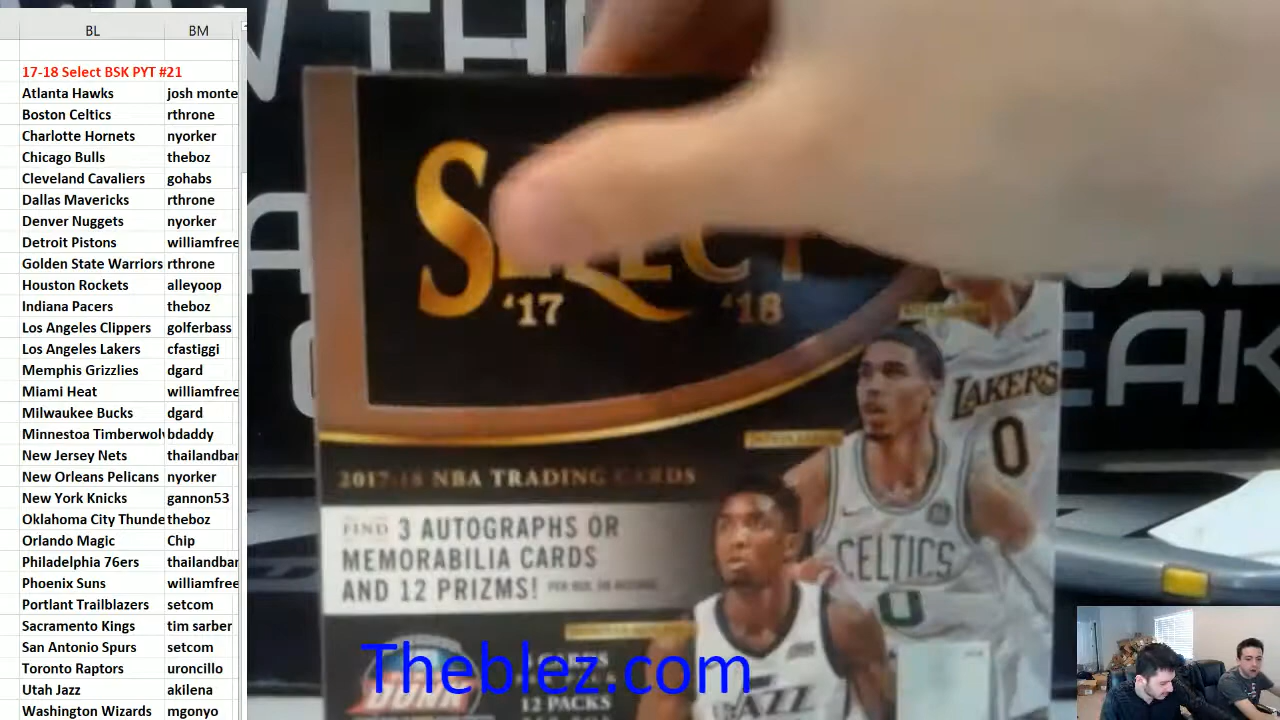 BL BM
17-18 Select BSK PYT #21
Atlanta Hawks josh monte
Boston Celtics rthrone
Charlotte Hornets nyorker
Chicago Bulls theboz
Cleveland Cavaliers gohabs
Dallas Mavericks rthrone
Denver Nuggets nyorker
Detroit Pistons williamfree
Golden State Warriors rthrone
Houston Rockets alleyoop
Indiana Pacers theboz
Los Angeles Clippers golferbass
Los Angeles Lakers cfastiggi
Memphis Grizzlies dgard
Miami Heat williamfree
Milwaukee Bucks dgard
Minnestoa Timberwolv bdaddy
New Jersey Nets thailandbar
New Orleans Pelicans nyorker
New York Knicks gannon53
Oklahoma City Thunde theboz
Orlando Magic Chip
Philadelphia 76ers thailandbar
Phoenix Suns williamfree
Portlant Trailblazers setcom
Sacramento Kings tim sarber
San Antonio Spurs setcom
Toronto Raptors uroncillo
Utah Jazz akilena
Washington Wizards mgonyo
SELECT
'17 '18
2017-18 NBA TRADING CARDS
FIND 3 AUTOGRAPHS OR
MEMORABILIA CARDS
AND 12 PRIZMS!
LAKERS
0
CELTICS
0
JAZZ
12 PACKS
Theblez.com